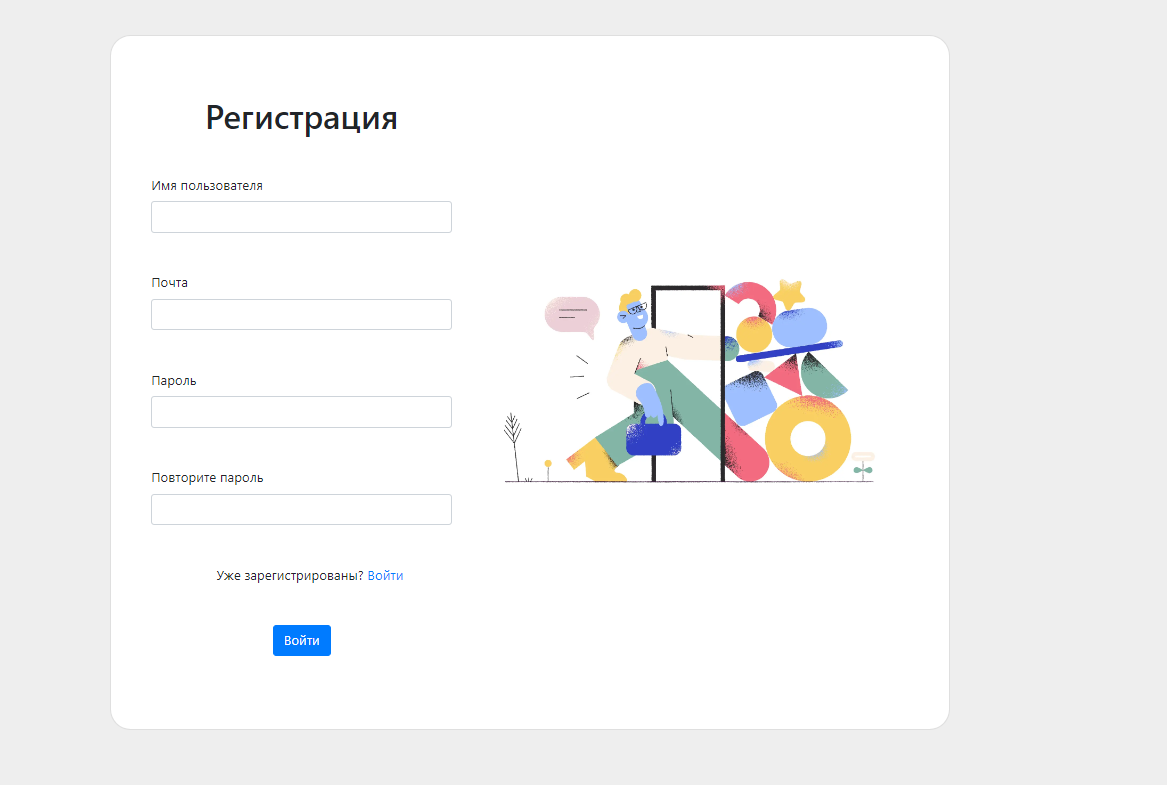 Регистрация
Имя пользователя
Почта
Пароль
Повторите пароль
Уже зарегистрированы? Войти
Войти